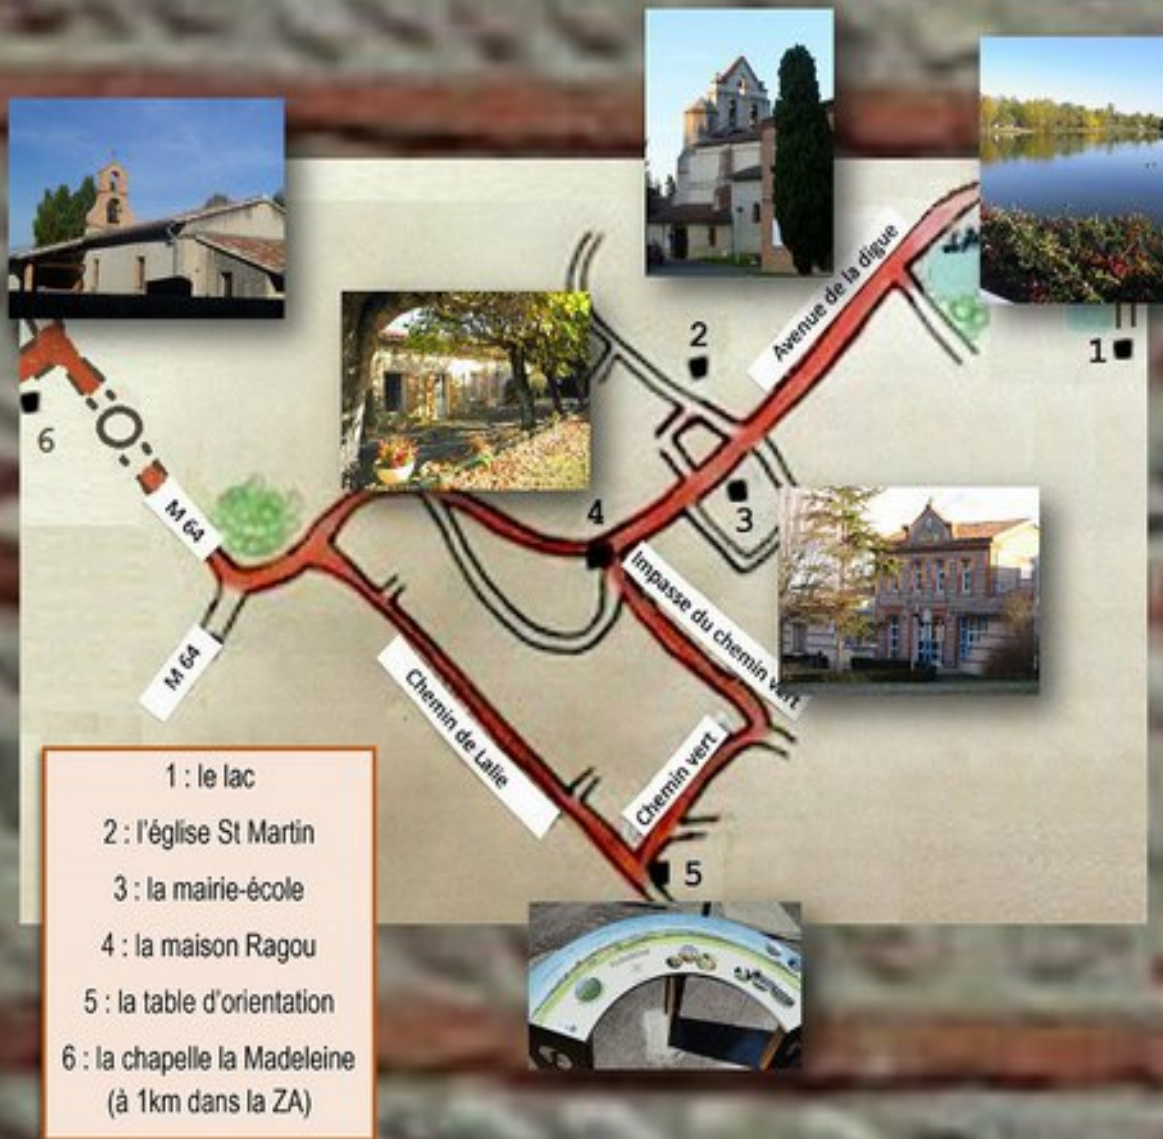 2
Avenue de la digue
1
6
M 64
4
3
Impasse du chemin vert
M 64
Chemin de Lalie
Chemin vert
5
1 : le lac
2 : l'église St Martin
3 : la mairie-école
4 : la maison Ragou
5 : la table d'orientation
6 : la chapelle la Madeleine
(à 1km dans la ZA)